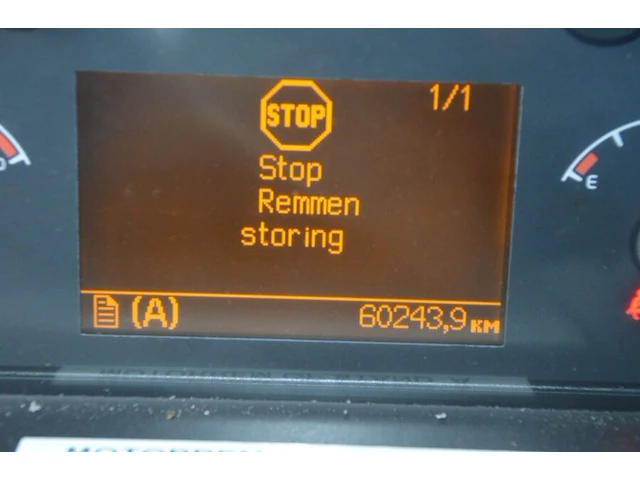 STOP
1/1
Stop
Remmen
storing
(A)
60243,9 KM
E